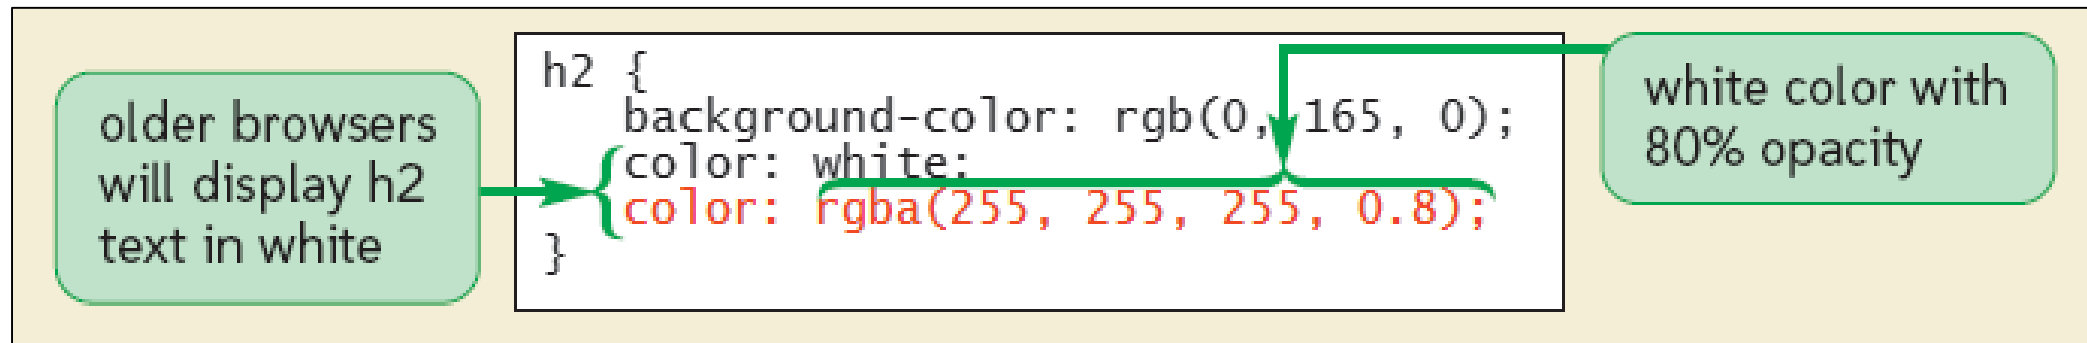 older browsers
will display h2
text in white
h2 {
background-color: rgb(0, 165, 0);
color: white;
color: rgba(255, 255, 255, 0.8);
}
white color with
80% opacity